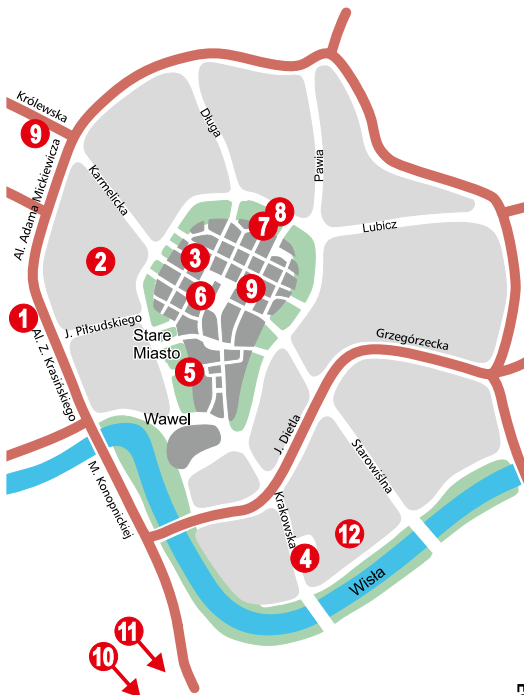 Królewska
9
Długa
Al. Adama Mickiewicza
Karmelicka
Pawia
8
7
Lubicz
2
3
6
9
1
J. Piłsudskiego
Al. Z. Krasińskiego
Stare
Miasto
Grzegórzecka
5
Wawel
J. Dietla
Starowiślna
M. Konopnickiej
Krakowska
12
4
Wisła
11
10